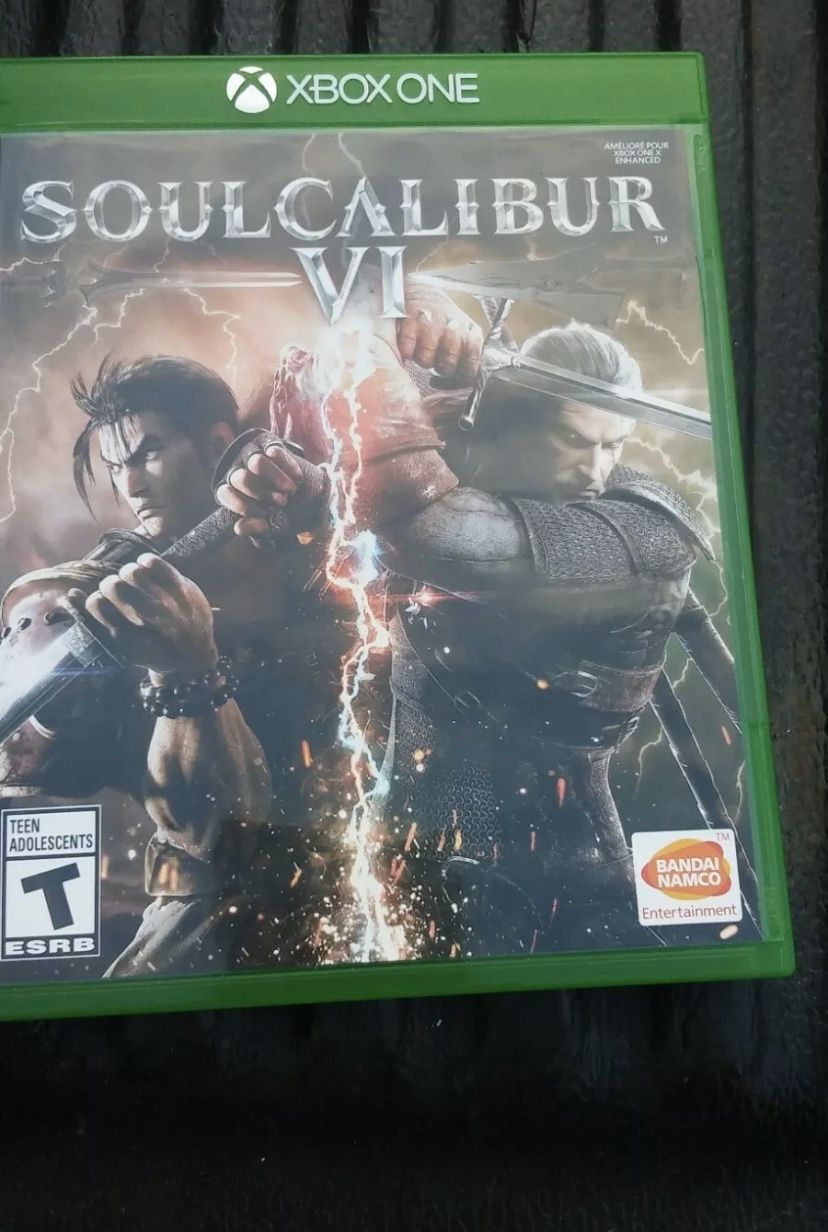 XBOX ONE
AMÉLIORÉ POUR
XBOX ONE X
ENHANCED
SOULCALIBUR
VI
TM
TEEN
ADOLESCENTS
T
ESRB
TM
BANDAI
NAMCO
Entertainment